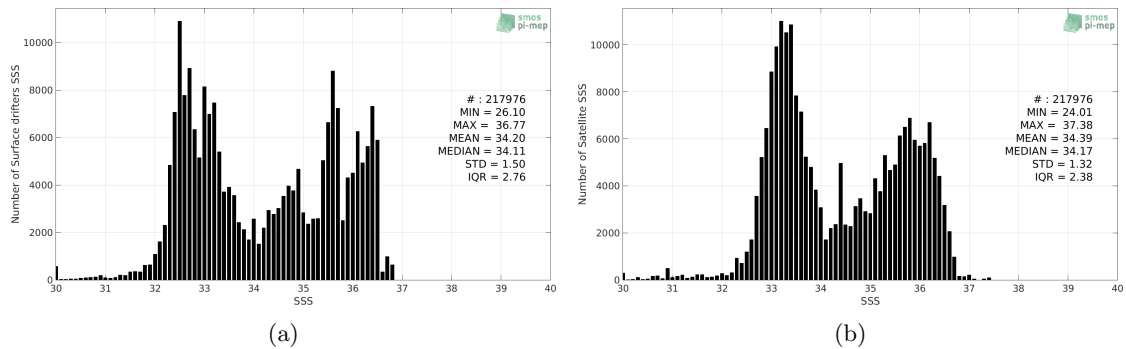 smos
pi-mep
10000
8000
6000
4000
2000
0
Number of Surface drifters SSS
# : 217976
MIN = 26.10
MAX = 36.77
MEAN = 34.20
MEDIAN = 34.11
STD = 1.50
IQR = 2.76
30 31 32 33 34 35 36 37 38 39 40
SSS
(a)
smos
pi-mep
10000
8000
6000
4000
2000
0
Number of Satellite SSS
# : 217976
MIN = 24.01
MAX = 37.38
MEAN = 34.39
MEDIAN = 34.17
STD = 1.32
IQR = 2.38
30 31 32 33 34 35 36 37 38 39 40
SSS
(b)